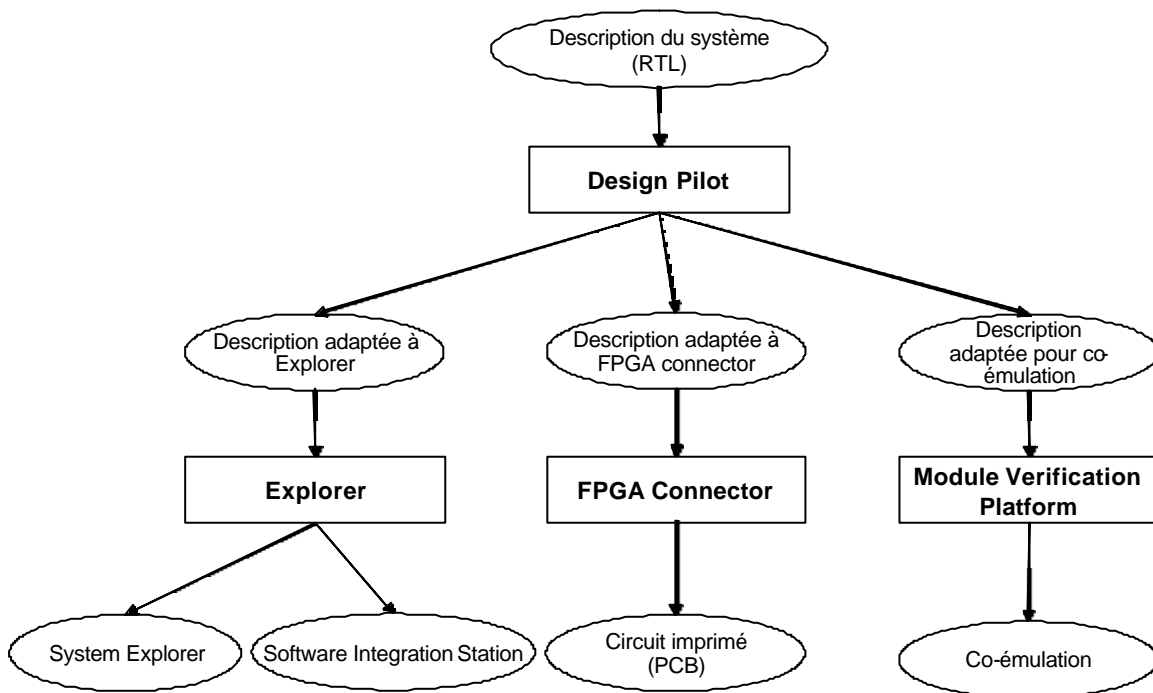 Description du système
(RTL)
Design Pilot
Description adaptée à
Explorer
Description adaptée à
FPGA connector
Description
adaptée pour co-
émulation
Explorer
FPGA Connector
Module Verification
Platform
System Explorer
Software Integration Station
Circuit imprimé
(PCB)
Co-émulation